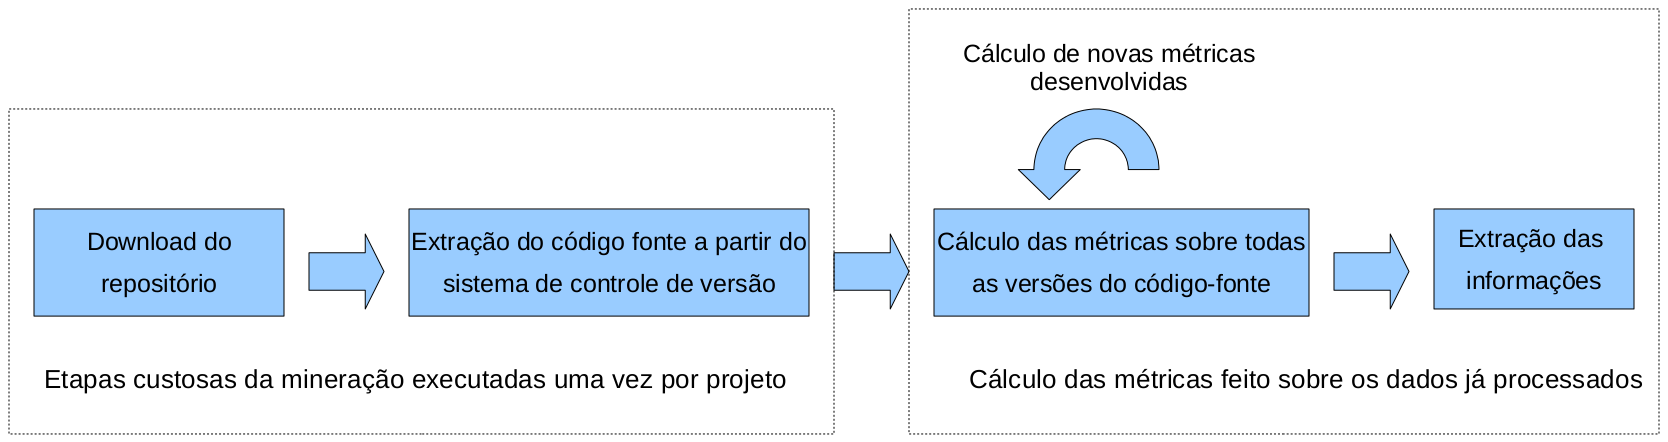 Cálculo de novas métricas
desenvolvidas
Download do
repositório
Extração do código fonte a partir do
sistema de controle de versão
Cálculo das métricas sobre todas
as versões do código-fonte
Extração das
informações
Etapas custosas da mineração executadas uma vez por projeto
Cálculo das métricas feito sobre os dados já processados